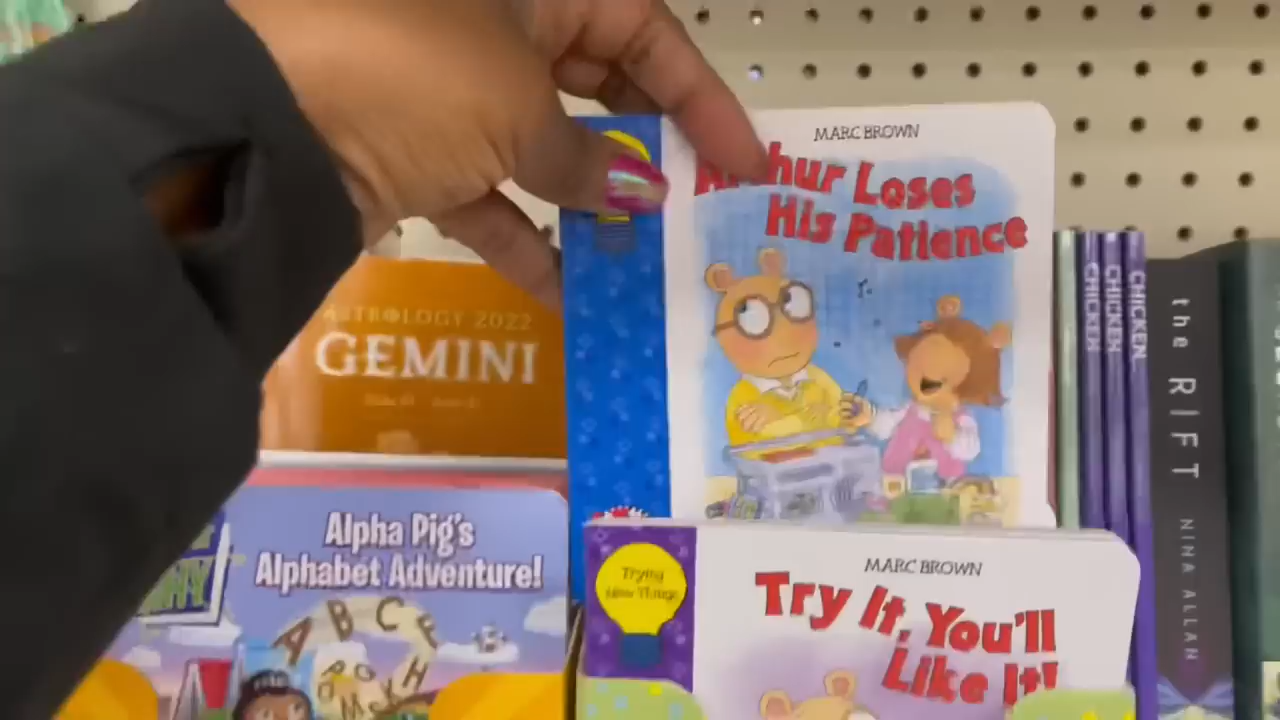 MARC BROWN
Arthur Loses
His Patience
ASTROLOGY 2022
GEMINI
CHICKEN
CHICKEN
CHICKEN
the RIFT NINA ALLAN
Alpha Pig's
Alphabet Adventure!
A B C F
H
M K
Trying
New Things
MARC BROWN
Try It, You'll
Like It!